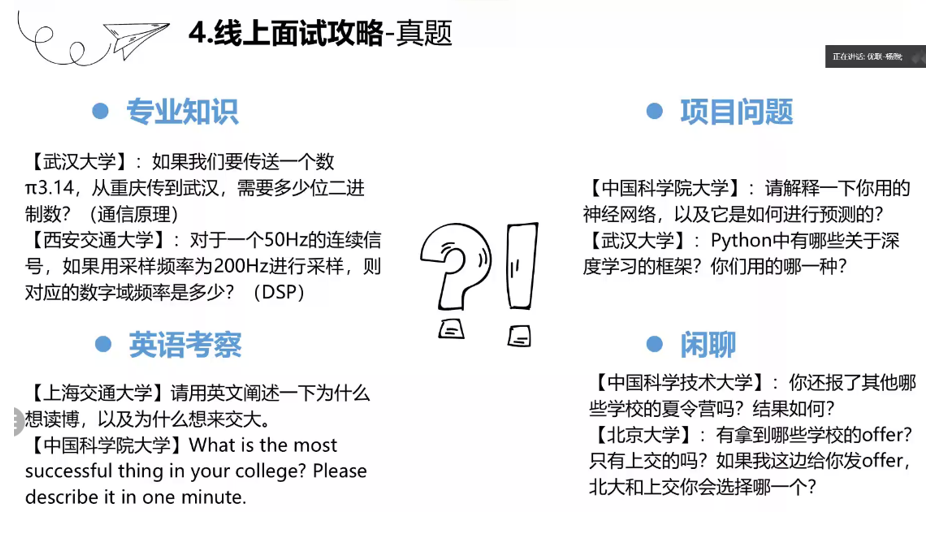 4.线上面试攻略-真题
正在讲话: 优联-杨晚;
专业知识
【武汉大学】：如果我们要传送一个数
π3.14，从重庆传到武汉，需要多少位二进
制数？（通信原理）
【西安交通大学】：对于一个50Hz的连续信
号，如果用采样频率为200Hz进行采样，则
对应的数字域频率是多少？（DSP）
英语考察
【上海交通大学】请用英文阐述一下为什么
想读博，以及为什么想来交大。
【中国科学院大学】What is the most
successful thing in your college? Please
describe it in one minute.
?!
项目问题
【中国科学院大学】：请解释一下你用的
神经网络，以及它是如何进行预测的？
【武汉大学】：Python中有哪些关于深
度学习的框架？你们用的哪一种？
闲聊
【中国科学技术大学】：你还报了其他哪
些学校的夏令营吗？结果如何？
【北京大学】：有拿到哪些学校的offer？
只有上交的吗？如果我这边给你发offer，
北大和上交你会选择哪一个？